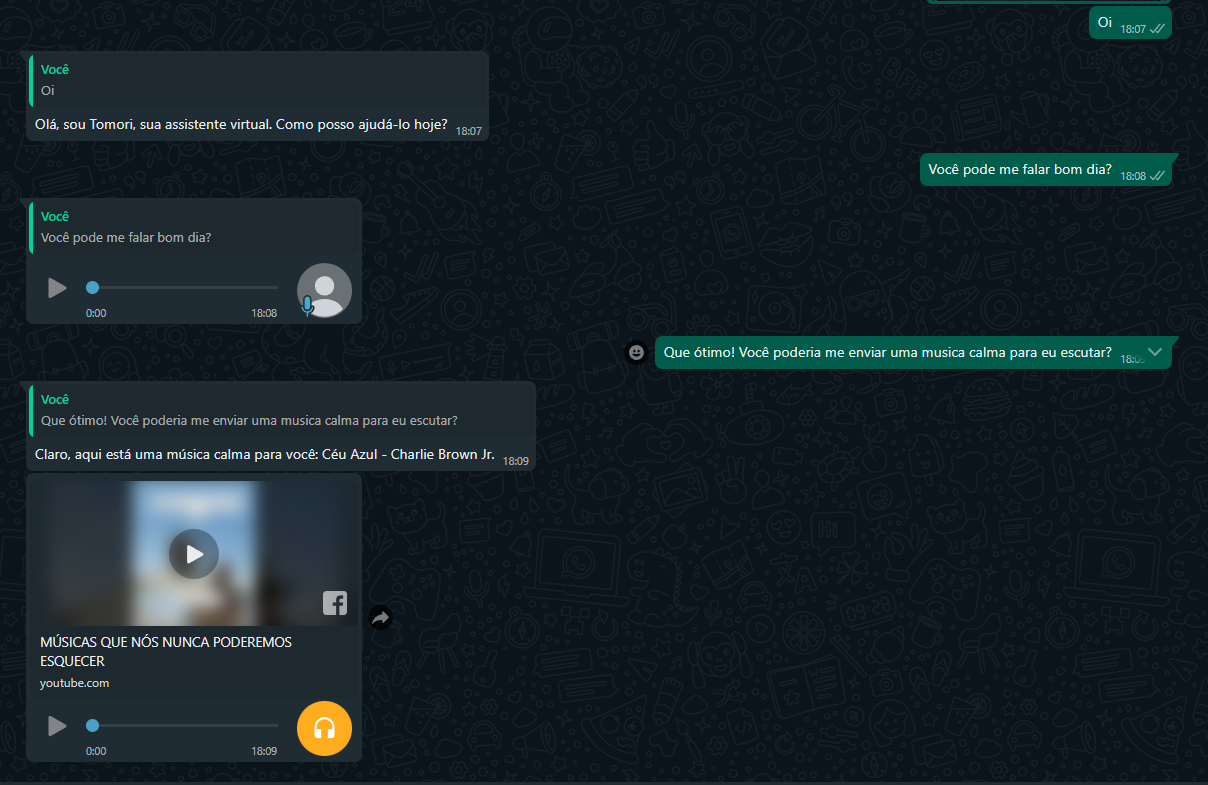 Oi
18:07
Você
Oi
Olá, sou Tomori, sua assistente virtual. Como posso ajudá-lo hoje?
18:07
Você pode me falar bom dia?
18:08
Você
Você pode me falar bom dia?
0:00
18:08
Que ótimo! Você poderia me enviar uma musica calma para eu escutar?
Você
Que ótimo! Você poderia me enviar uma musica calma para eu escutar?
Claro, aqui está uma música calma para você: Céu Azul - Charlie Brown Jr.
18:09
MÚSICAS QUE NÓS NUNCA PODEREMOS
ESQUECER
youtube.com
0:00
18:09